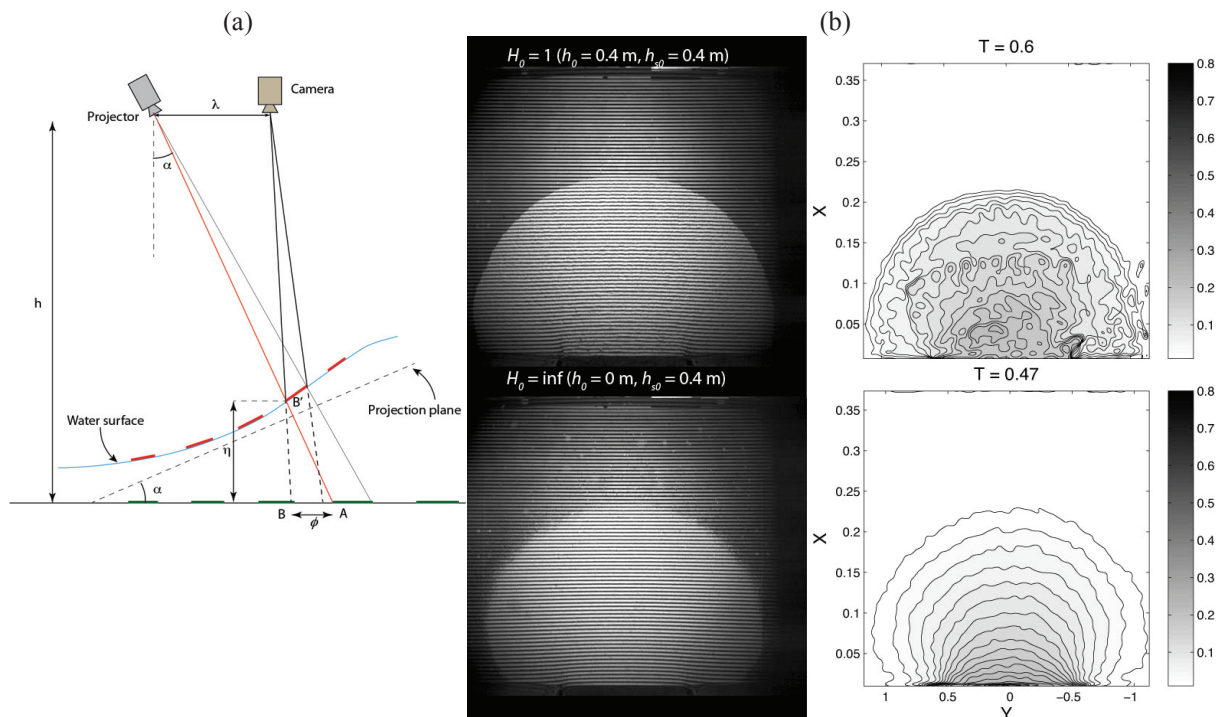 (a)
(b)
Projector
Camera
λ
α
h
Water surface
B'
η
Projection plane
α
B
ϕ
A
H0 = 1 (h0 = 0.4 m, hs0 = 0.4 m)
H0 = inf (h0 = 0 m, hs0 = 0.4 m)
T = 0.6
0.35
0.3
0.25
0.2
0.15
0.1
0.05
X
0.8
0.7
0.6
0.5
0.4
0.3
0.2
0.1
T = 0.47
0.35
0.3
0.25
0.2
0.15
0.1
0.05
X
1 0.5 0 -0.5 -1
Y
0.8
0.7
0.6
0.5
0.4
0.3
0.2
0.1